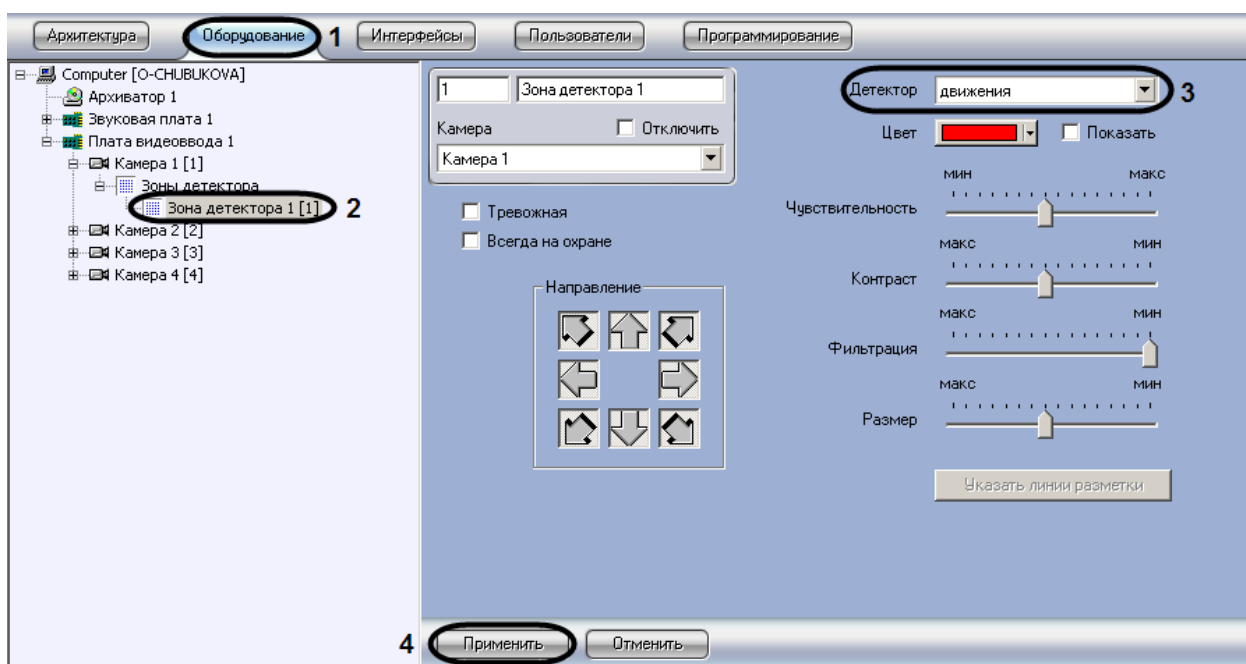 Архитектура
Оборудование
1
Интерфейсы
Пользователи
Программирование
Computer [O-CHUBUKOVA]
Архиватор 1
Звуковая плата 1
Плата видеоввода 1
Камера 1 [1]
Зоны детектора
Зона детектора 1 [1]
2
Камера 2 [2]
Камера 3 [3]
Камера 4 [4]
1
Зона детектора 1
Камера
Отключить
Камера 1
Тревожная
Всегда на охране
Направление
Детектор
движения
3
Цвет
Показать
мин макс
Чувствительность
макс мин
Контраст
макс мин
Фильтрация
макс мин
Размер
Указать линии разметки
4
Применить
Отменить